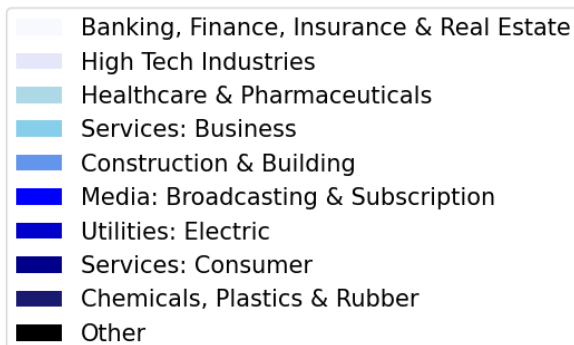 Banking, Finance, Insurance & Real Estate
High Tech Industries
Healthcare & Pharmaceuticals
Services: Business
Construction & Building
Media: Broadcasting & Subscription
Utilities: Electric
Services: Consumer
Chemicals, Plastics & Rubber
Other